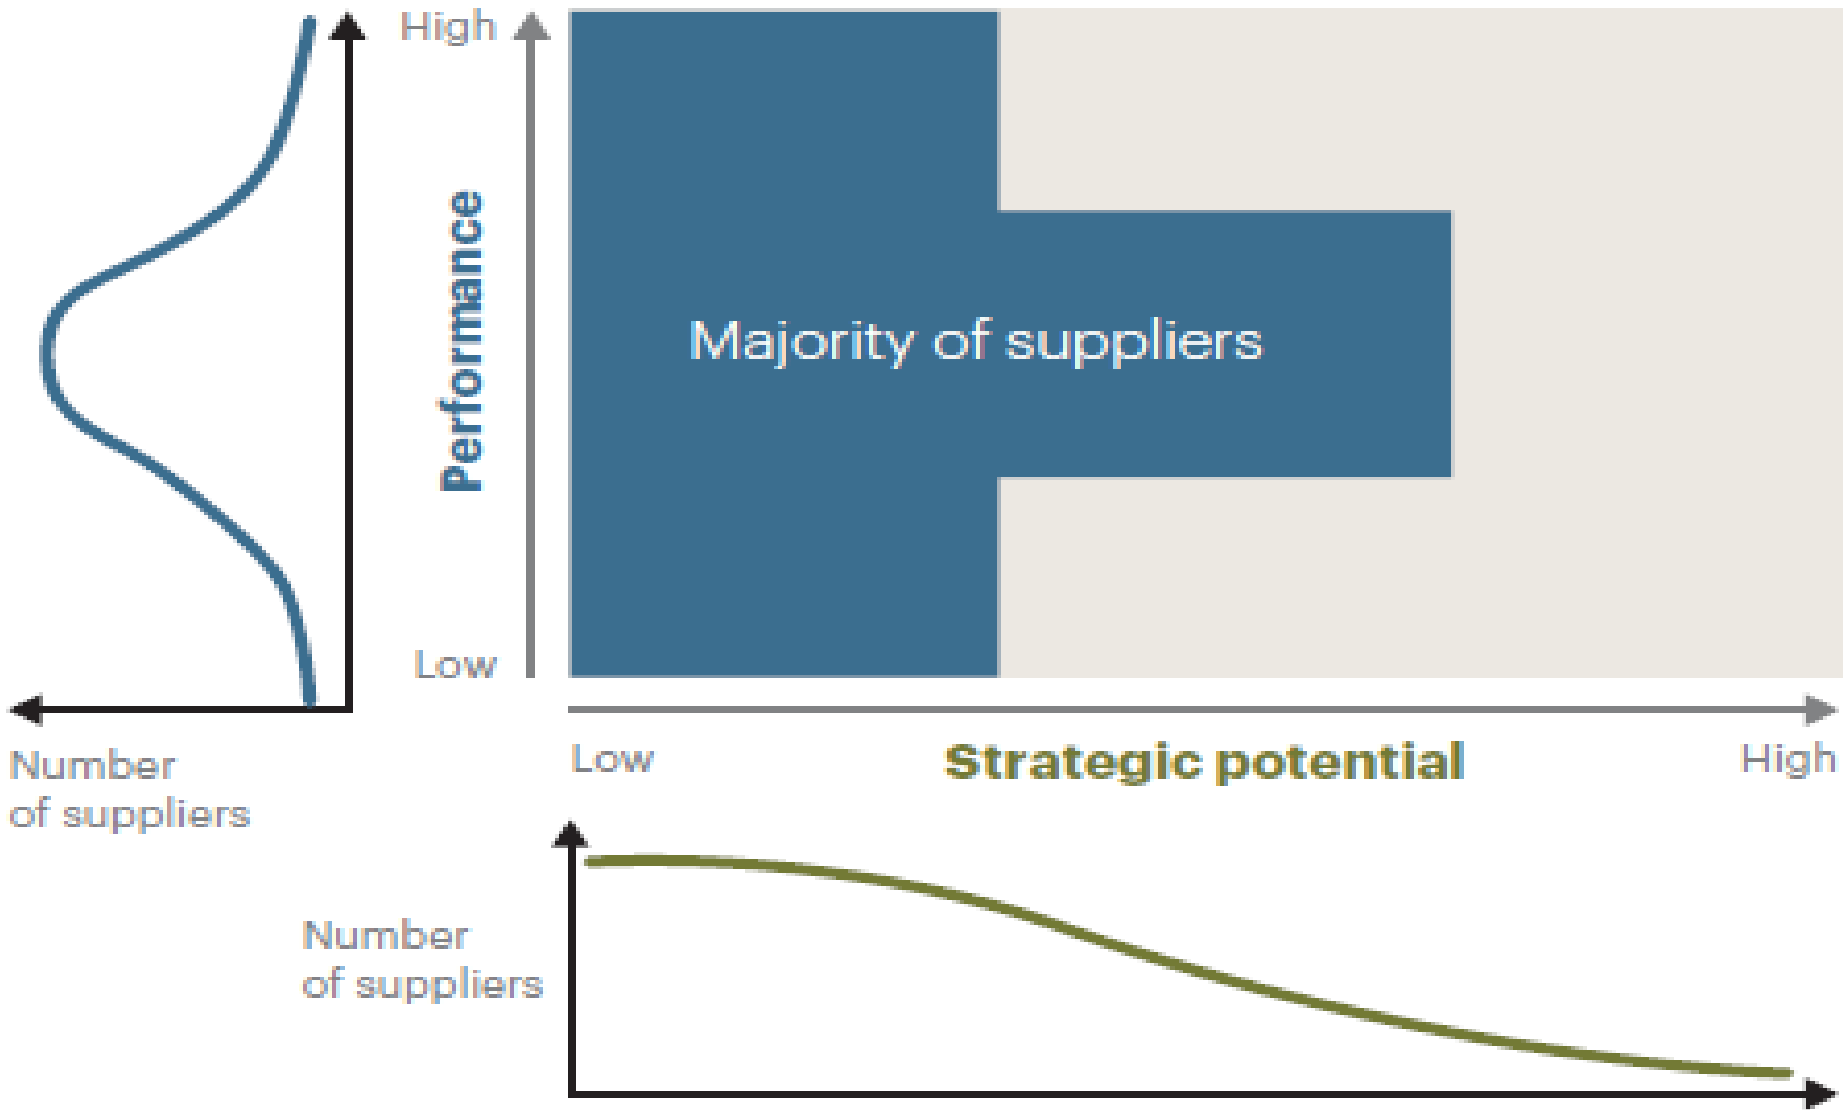 High
Performance
Majority of suppliers
Low
Number
of suppliers
Low
Strategic potential
High
Number
of suppliers